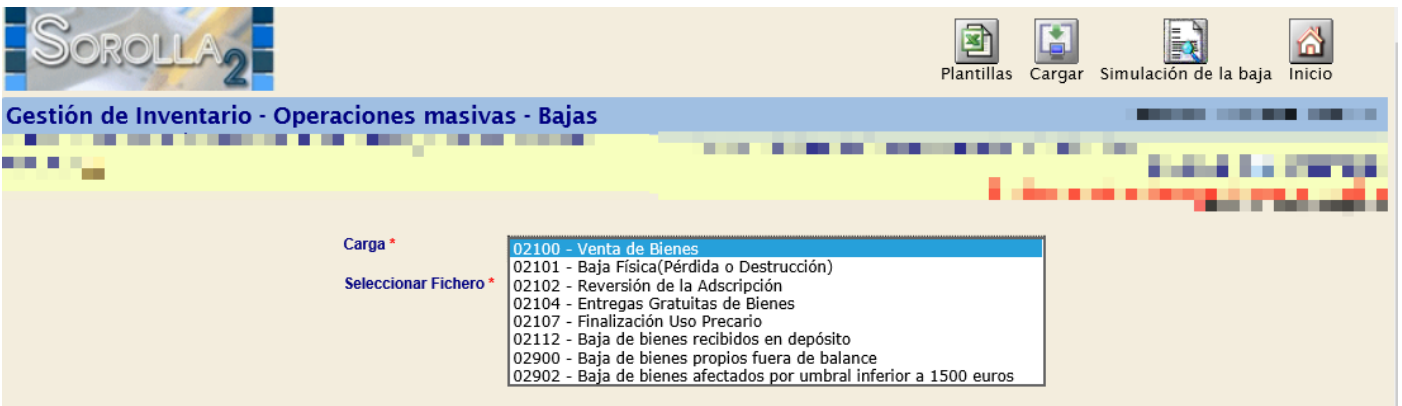 SOROLLA2
Plantillas Cargar Simulación de la baja Inicio
Gestión de Inventario - Operaciones masivas - Bajas
Carga *
02100 - Venta de Bienes
02101 - Baja Física(Pérdida o Destrucción)
Seleccionar Fichero *
02102 - Reversión de la Adscripción
02104 - Entregas Gratuitas de Bienes
02107 - Finalización Uso Precario
02112 - Baja de bienes recibidos en depósito
02900 - Baja de bienes propios fuera de balance
02902 - Baja de bienes afectados por umbral inferior a 1500 euros